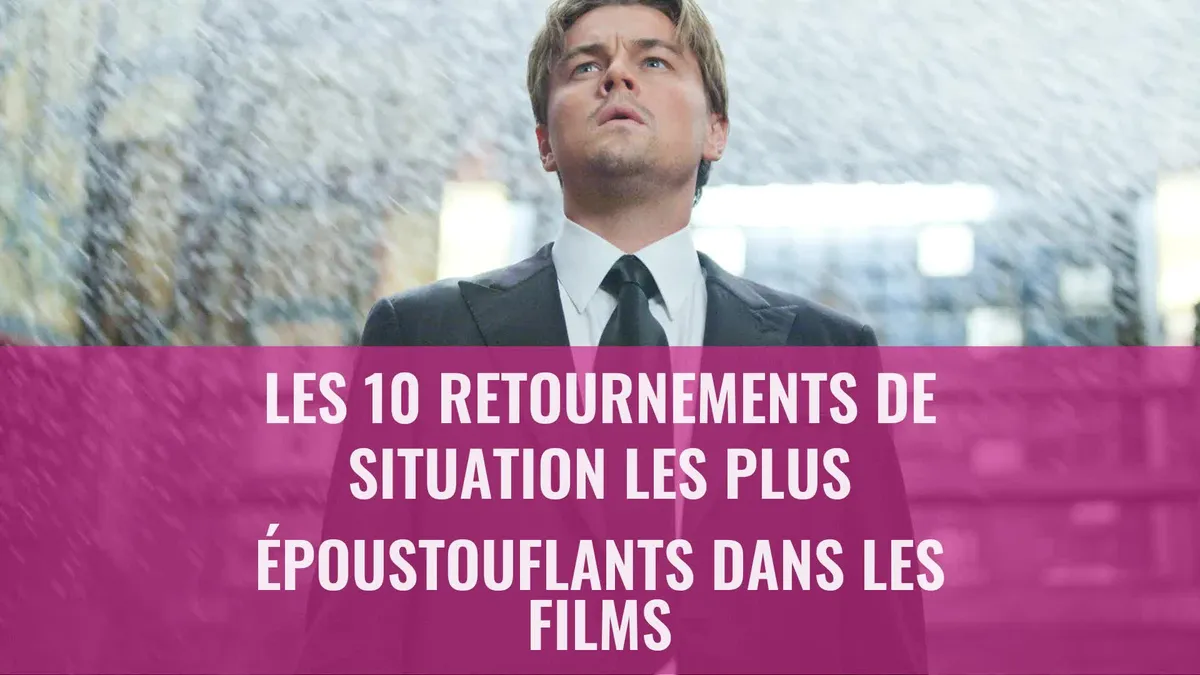 LES 10 RETOURNEMENTS DE
SITUATION LES PLUS
ÉPOUSTOUFLANTS DANS LES
FILMS